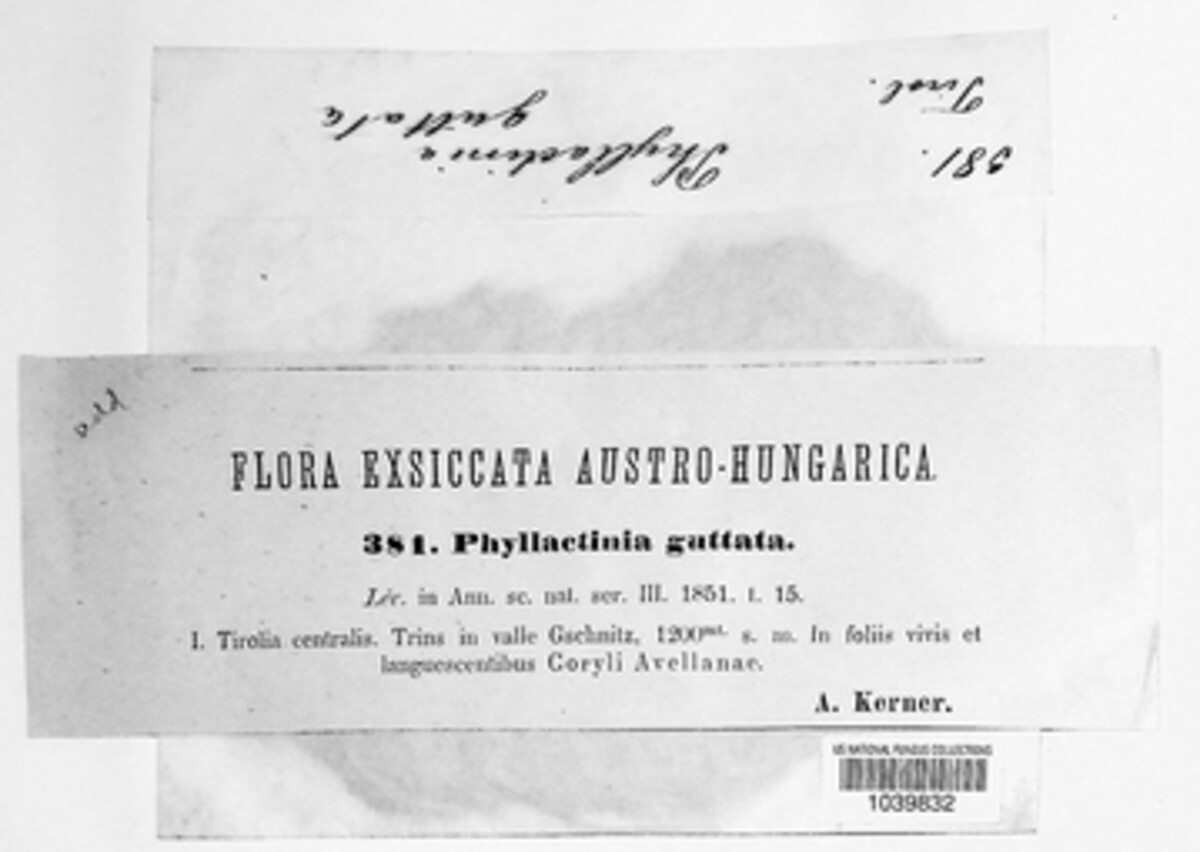 381.
Tirol.
Phyllactinia
guttata
add
FLORA EXSICCATA AUSTRO-HUNGARICA.
381. Phyllactinia guttata.
Lév. in Ann. sc. nat. ser. III. 1851. t. 15.
I. Tirolia centralis. Trins in valle Gschnitz, 1200met. s. m. In foliis vivis et
languescentibus Coryli Avellanae.
A. Kerner.
US NATIONAL FUNGUS COLLECTIONS
1039832